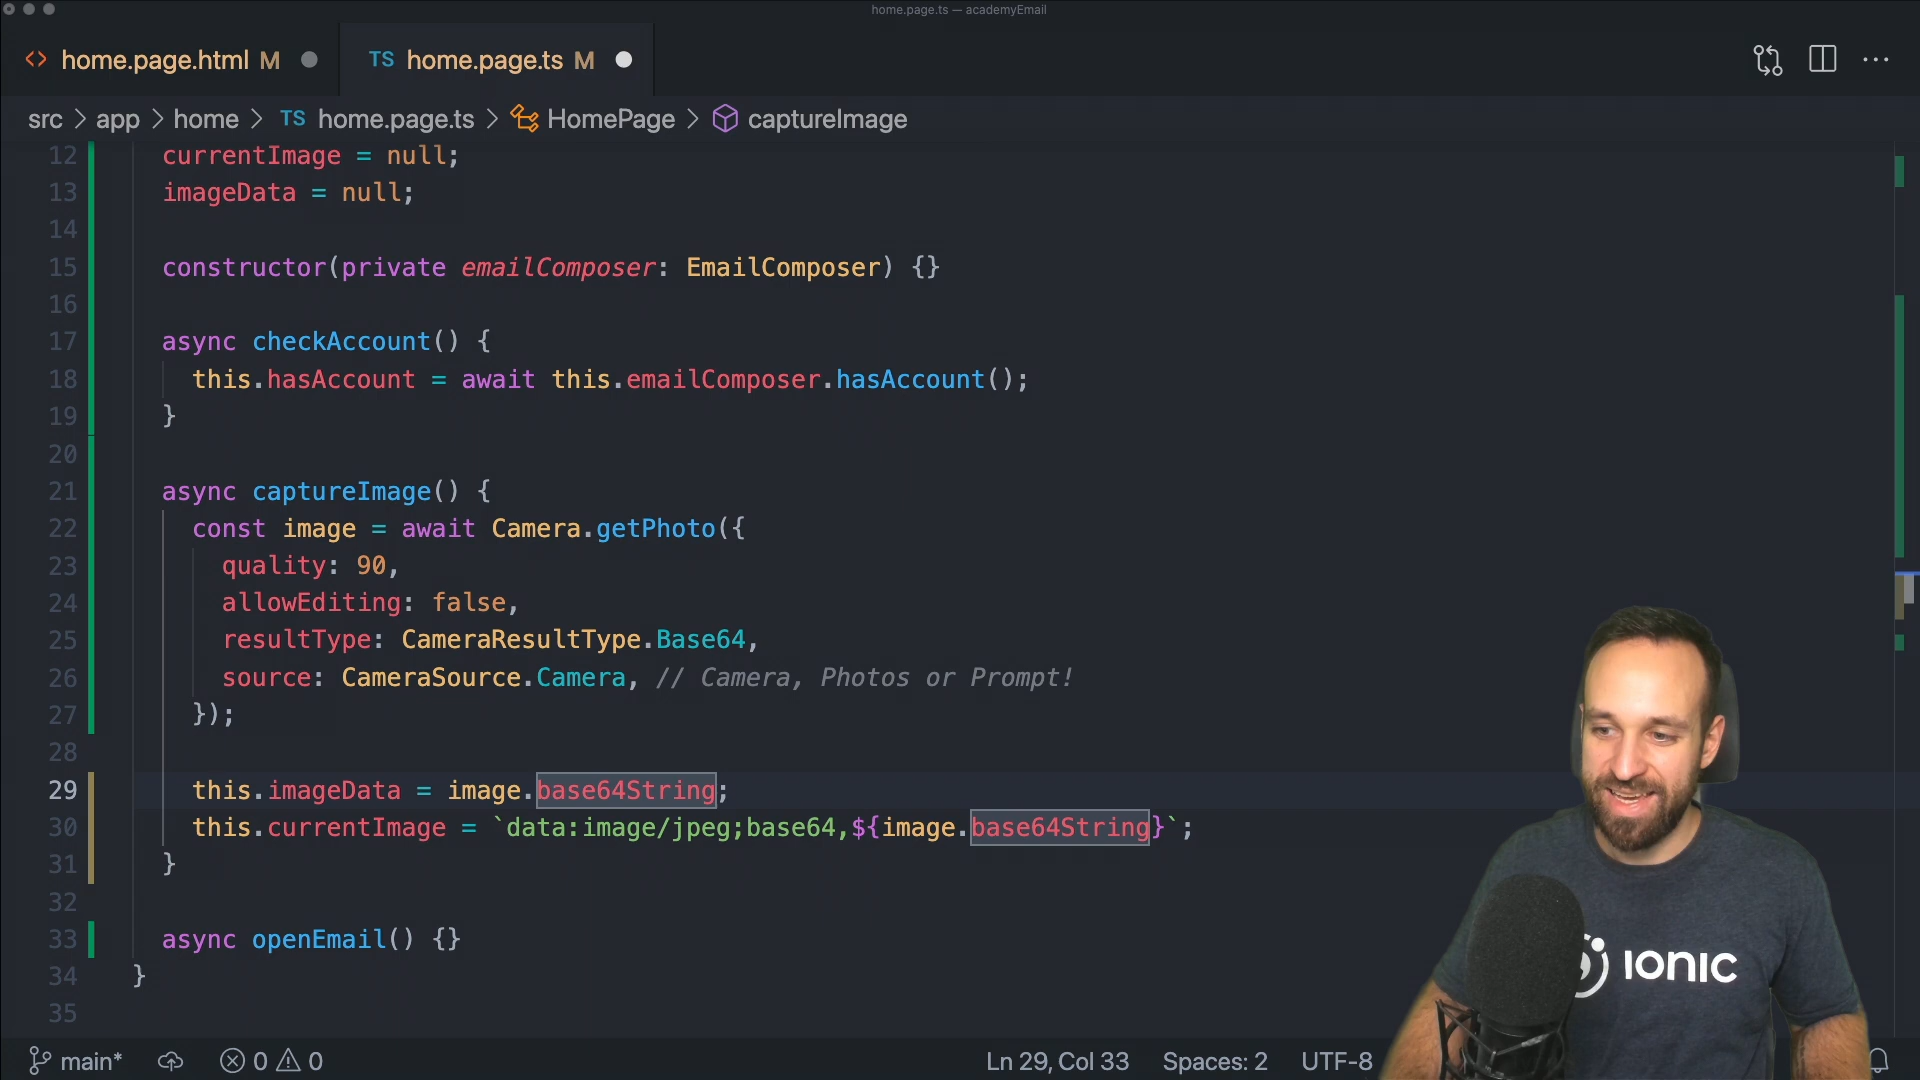 home.page.ts — academyEmail
home.page.html M
TS home.page.ts M
src > app > home > TS home.page.ts > HomePage > captureImage
12 currentImage = null;
13 imageData = null;
14
15 constructor(private emailComposer: EmailComposer) {}
16
17 async checkAccount() {
18 this.hasAccount = await this.emailComposer.hasAccount();
19 }
20
21 async captureImage() {
22 const image = await Camera.getPhoto({
23 quality: 90,
24 allowEditing: false,
25 resultType: CameraResultType.Base64,
26 source: CameraSource.Camera, // Camera, Photos or Prompt!
27 });
28
29 this.imageData = image.base64String;
30 this.currentImage = `data:image/jpeg;base64,${image.base64String}`;
31 }
32
33 async openEmail() {}
34 }
35
IONIC
main* 0 0 Ln 29, Col 33 Spaces: 2 UTF-8